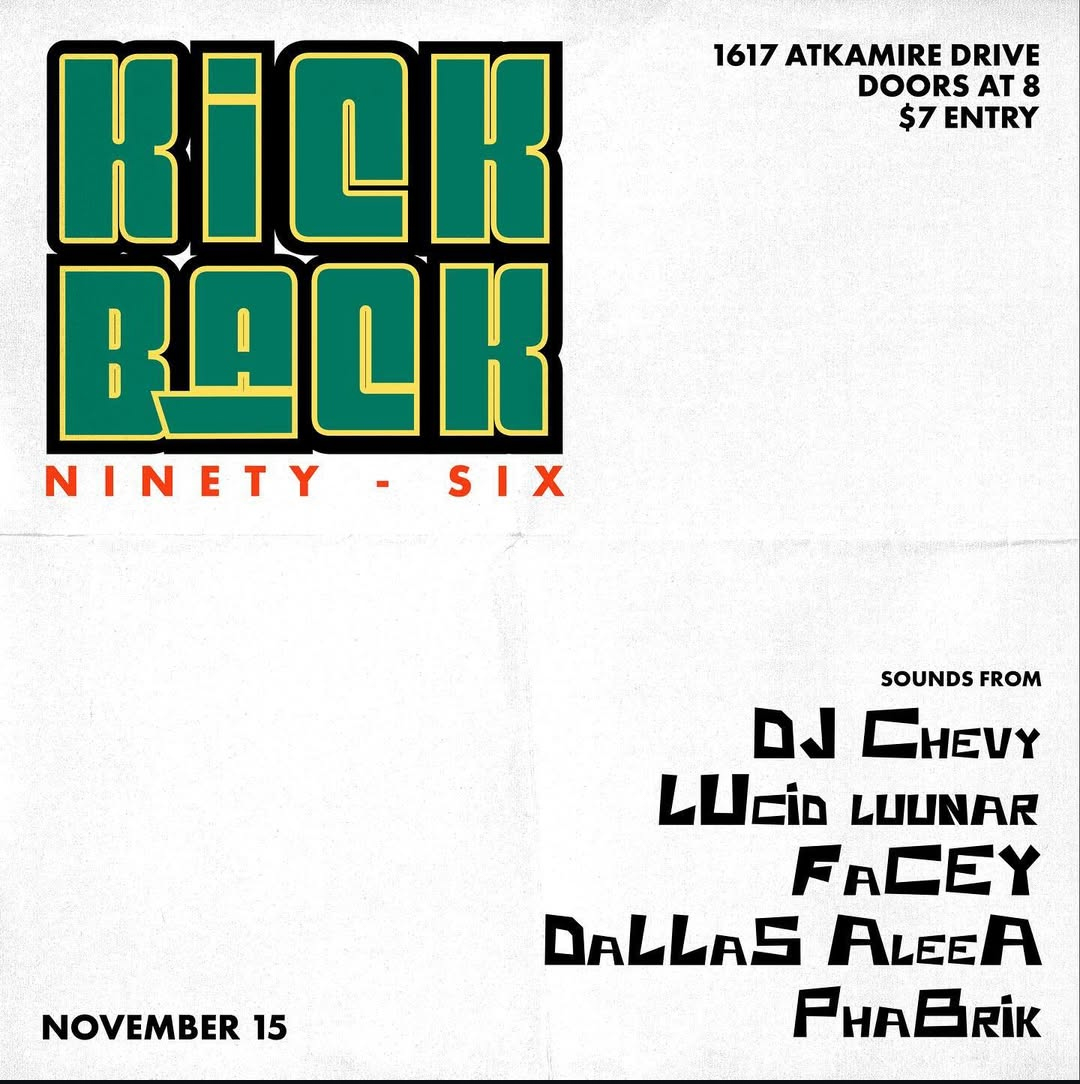 KiCK
BACK
NINETY - SIX
1617 ATKAMIRE DRIVE
DOORS AT 8
$7 ENTRY
SOUNDS FROM
DJ CHEVY
LUciD LUUNAR
FaCEY
DaLLaS ALeeA
PHaBRiK
NOVEMBER 15